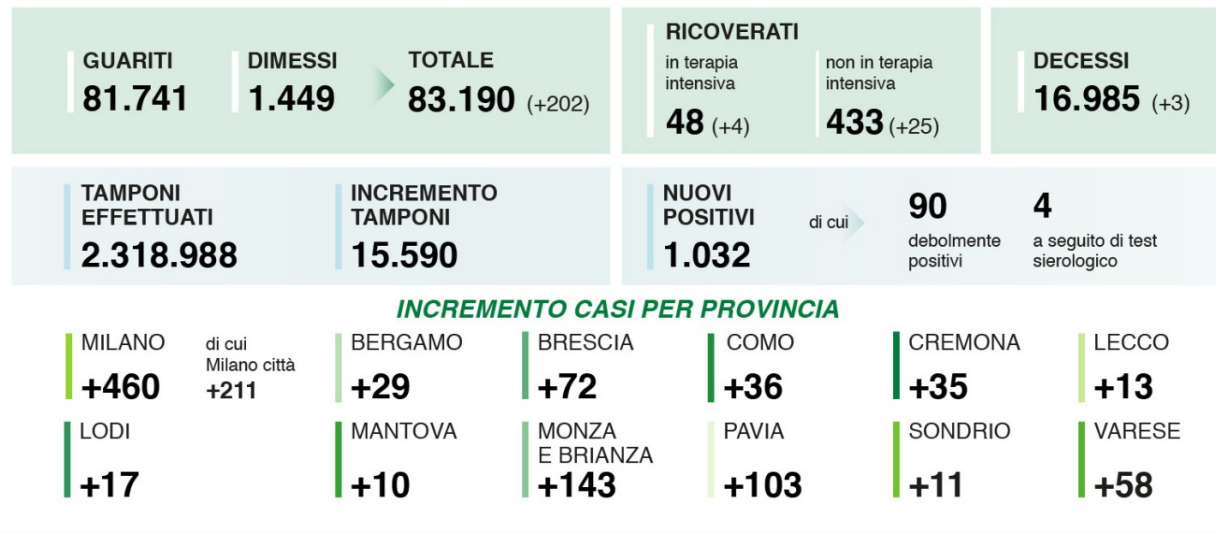 GUARITI
81.741
DIMESSI
1.449
TOTALE
83.190 (+202)
RICOVERATI
in terapia
intensiva
48 (+4)
non in terapia
intensiva
433 (+25)
DECESSI
16.985 (+3)
TAMPONI
EFFETTUATI
2.318.988
INCREMENTO
TAMPONI
15.590
NUOVI
POSITIVI
1.032
di cui
90
debolmente
positivi
4
a seguito di test
sierologico
INCREMENTO CASI PER PROVINCIA
MILANO
+460
di cui
Milano città
+211
BERGAMO
+29
BRESCIA
+72
COMO
+36
CREMONA
+35
LECCO
+13
LODI
+17
MANTOVA
+10
MONZA
E BRIANZA
+143
PAVIA
+103
SONDRIO
+11
VARESE
+58